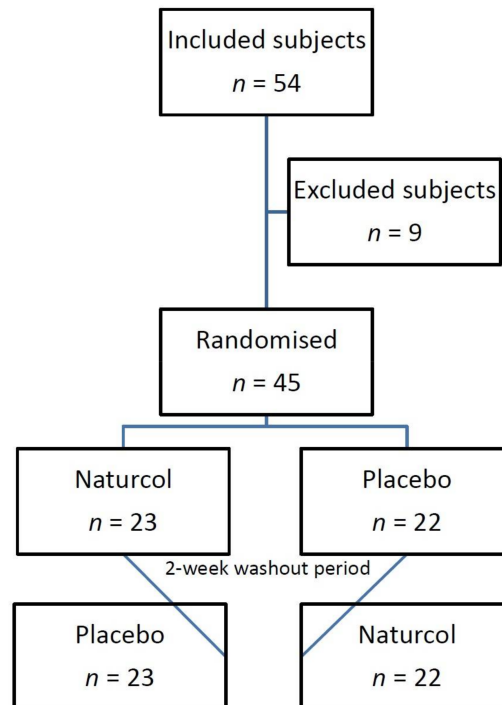 Included subjects
n = 54
Excluded subjects
n = 9
Randomised
n = 45
Naturcol
n = 23
Placebo
n = 22
2-week washout period
Placebo
n = 23
Naturcol
n = 22